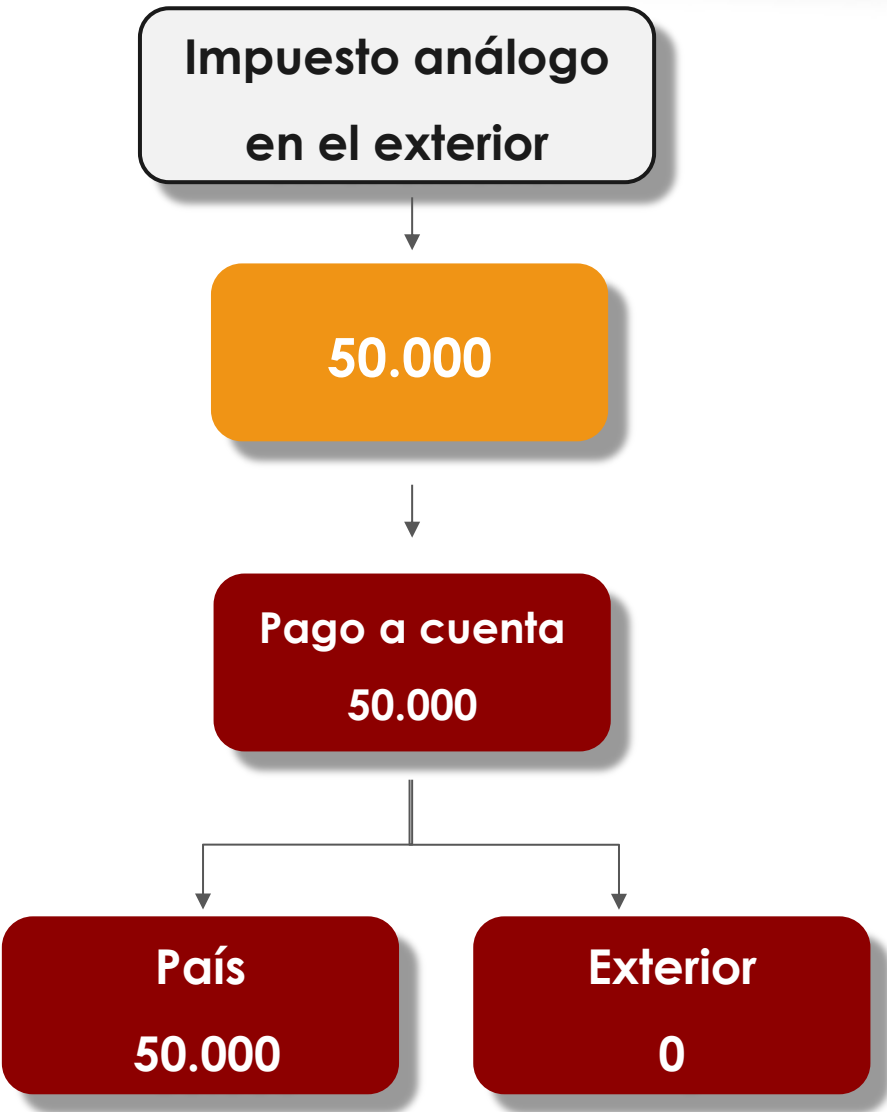 Impuesto análogo
en el exterior
50.000
Pago a cuenta
50.000
País
50.000
Exterior
0